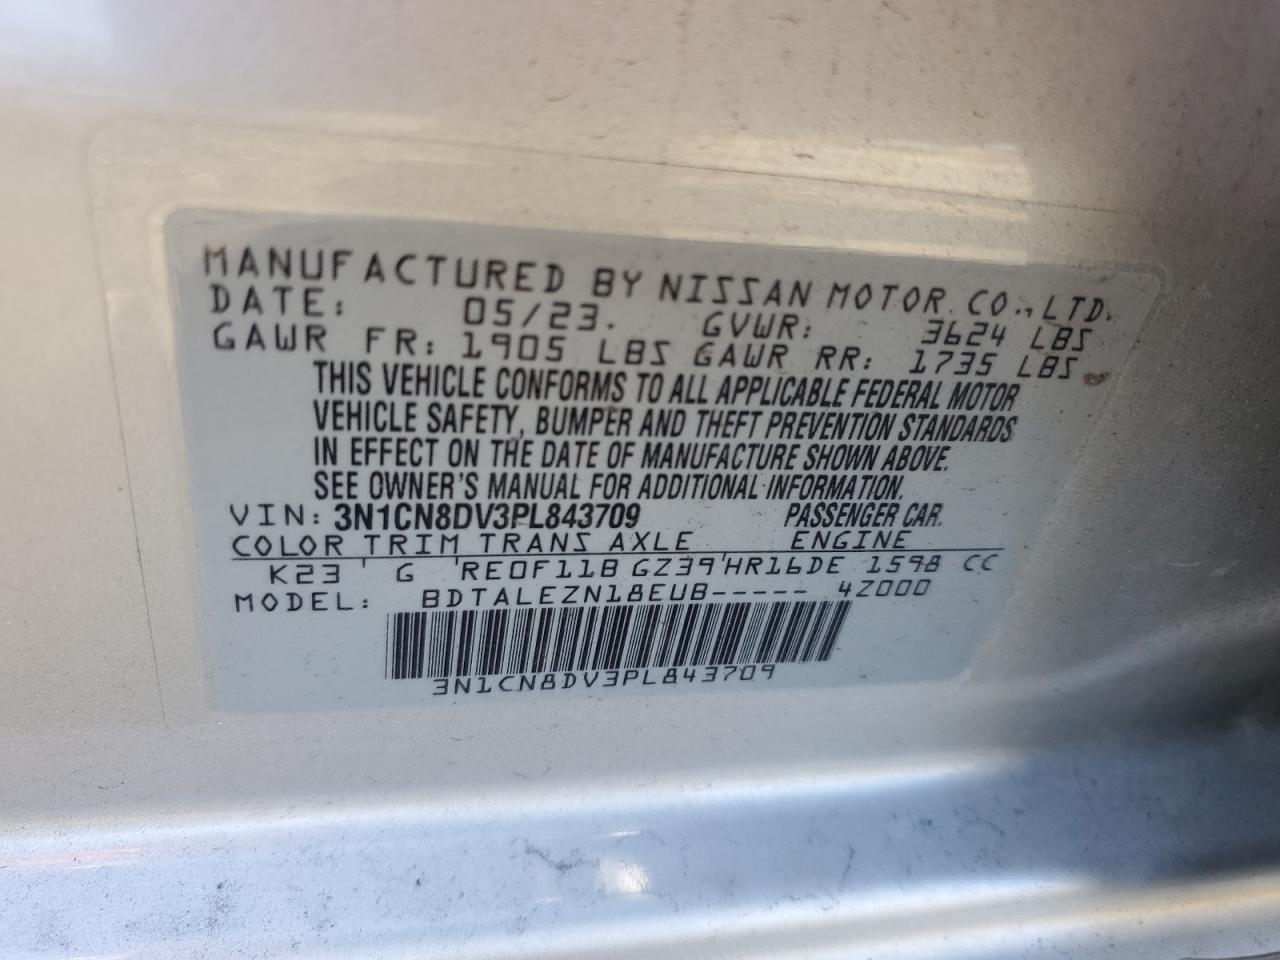 MANUFACTURED BY NISSAN MOTOR CO., LTD.
DATE: 05/23. GVWR: 3624 LBS
GAWR FR: 1905 LBS GAWR RR: 1735 LBS
THIS VEHICLE CONFORMS TO ALL APPLICABLE FEDERAL MOTOR
VEHICLE SAFETY, BUMPER AND THEFT PREVENTION STANDARDS
IN EFFECT ON THE DATE OF MANUFACTURE SHOWN ABOVE.
SEE OWNER'S MANUAL FOR ADDITIONAL INFORMATION.
VIN: 3N1CN8DV3PL843709 PASSENGER CAR.
COLOR TRIM TRANS AXLE ENGINE
K23 ' G 'RE0F11B GZ39'HR16DE 1598 CC
MODEL: BDTALEZN18EUB----- 4Z000
3N1CN8DV3PL843709